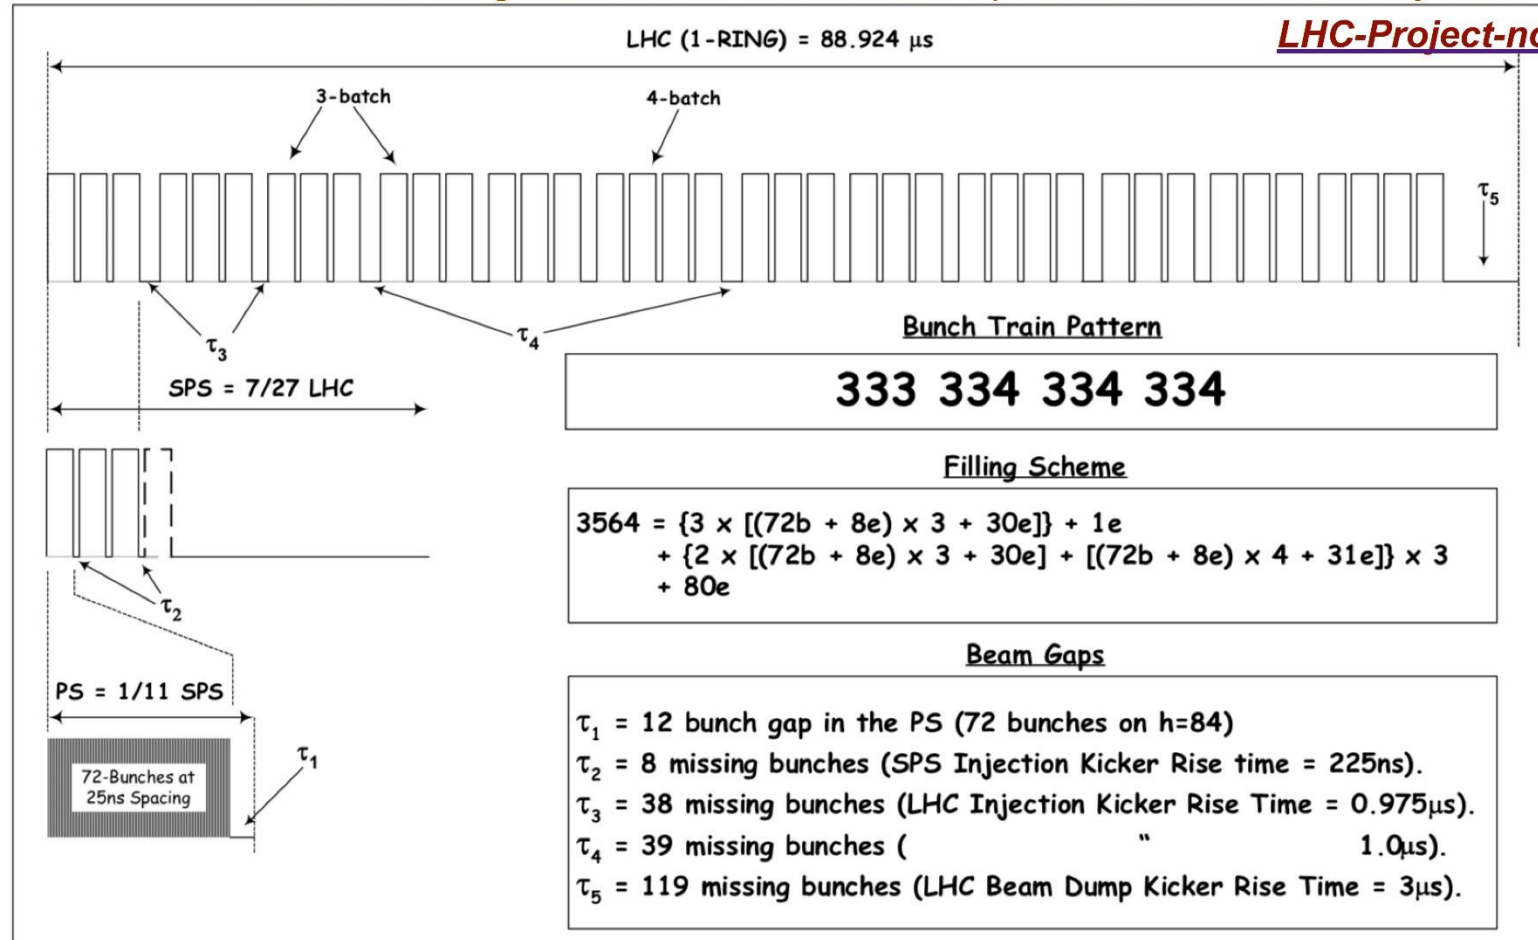 LHC (1-RING) = 88.924 µs
LHC-Project-no
3-batch
4-batch
τ5
τ3
τ4
SPS = 7/27 LHC
Bunch Train Pattern
333 334 334 334
Filling Scheme
3564 = {3 x [(72b + 8e) x 3 + 30e]} + 1e
+ {2 x [(72b + 8e) x 3 + 30e] + [(72b + 8e) x 4 + 31e]} x 3
+ 80e
τ2
PS = 1/11 SPS
τ1
72-Bunches at
25ns Spacing
Beam Gaps
τ1 = 12 bunch gap in the PS (72 bunches on h=84)
τ2 = 8 missing bunches (SPS Injection Kicker Rise time = 225ns).
τ3 = 38 missing bunches (LHC Injection Kicker Rise Time = 0.975µs).
τ4 = 39 missing bunches ( " 1.0µs).
τ5 = 119 missing bunches (LHC Beam Dump Kicker Rise Time = 3µs).